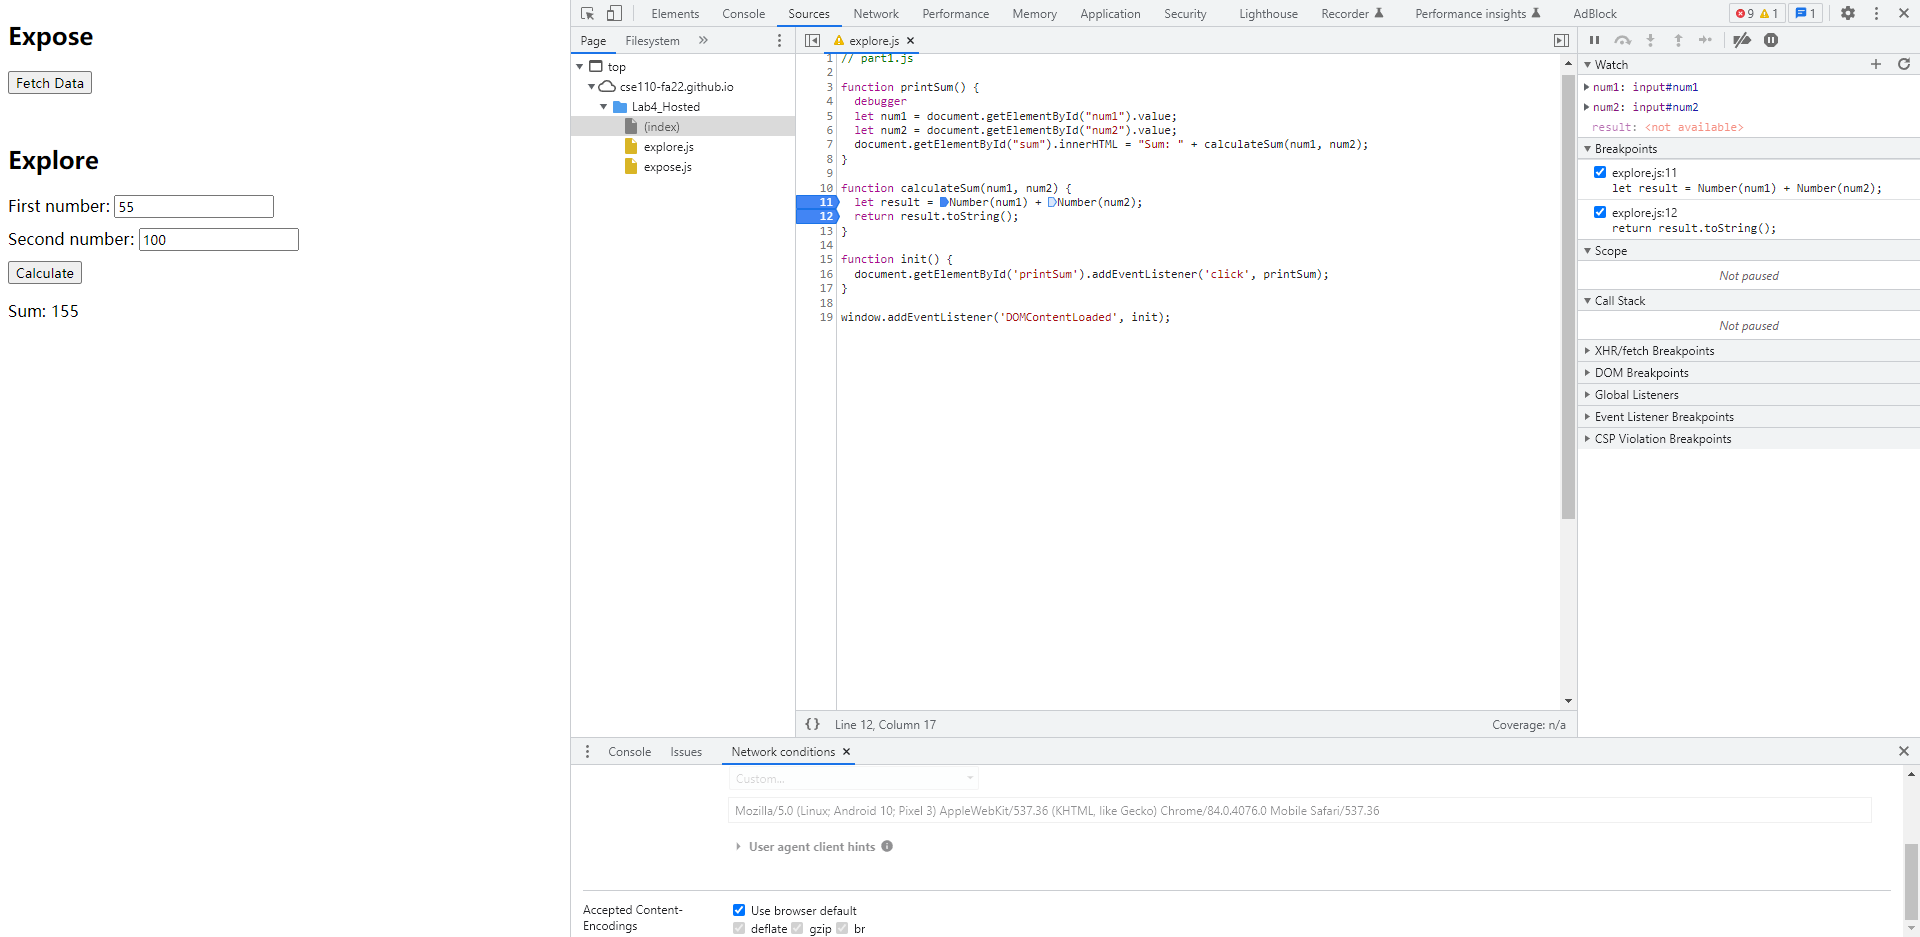 Expose
Fetch Data
Explore
First number: 55
Second number: 100
Calculate
Sum: 155
Elements Console Sources Network Performance Memory Application Security Lighthouse Recorder Performance insights AdBlock 9 1 1
Page Filesystem
top
cse110-fa22.github.io
Lab4_Hosted
(index)
explore.js
expose.js
explore.js
1 // part1.js
2
3 function printSum() {
4 debugger
5 let num1 = document.getElementById("num1").value;
6 let num2 = document.getElementById("num2").value;
7 document.getElementById("sum").innerHTML = "Sum: " + calculateSum(num1, num2);
8 }
9
10 function calculateSum(num1, num2) {
11 let result = Number(num1) + Number(num2);
12 return result.toString();
13 }
14
15 function init() {
16 document.getElementById('printSum').addEventListener('click', printSum);
17 }
18
19 window.addEventListener('DOMContentLoaded', init);
{} Line 12, Column 17 Coverage: n/a
Watch
num1: input#num1
num2: input#num2
result: <not available>
Breakpoints
explore.js:11
let result = Number(num1) + Number(num2);
explore.js:12
return result.toString();
Scope
Not paused
Call Stack
Not paused
XHR/fetch Breakpoints
DOM Breakpoints
Global Listeners
Event Listener Breakpoints
CSP Violation Breakpoints
Console Issues Network conditions
Custom...
Mozilla/5.0 (Linux; Android 10; Pixel 3) AppleWebKit/537.36 (KHTML, like Gecko) Chrome/84.0.4076.0 Mobile Safari/537.36
User agent client hints
Accepted Content-
Encodings
Use browser default
deflate gzip br